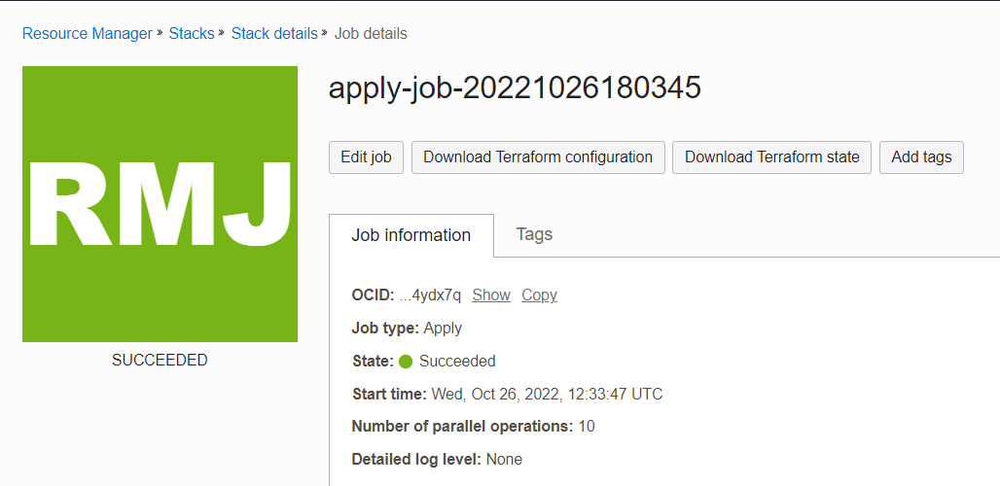 Resource Manager » Stacks » Stack details » Job details
RMJ
SUCCEEDED
apply-job-20221026180345
Edit job
Download Terraform configuration
Download Terraform state
Add tags
Job information
Tags
OCID: ...4ydx7q Show Copy
Job type: Apply
State: Succeeded
Start time: Wed, Oct 26, 2022, 12:33:47 UTC
Number of parallel operations: 10
Detailed log level: None